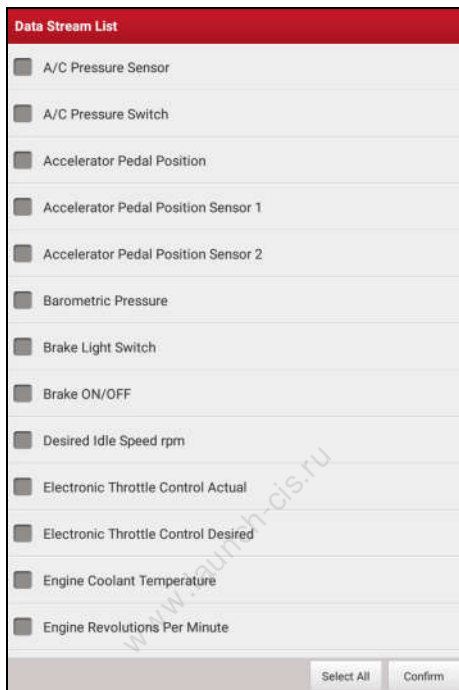 Data Stream List
A/C Pressure Sensor
A/C Pressure Switch
Accelerator Pedal Position
Accelerator Pedal Position Sensor 1
Accelerator Pedal Position Sensor 2
Barometric Pressure
Brake Light Switch
Brake ON/OFF
Desired Idle Speed rpm
Electronic Throttle Control Actual
Electronic Throttle Control Desired
Engine Coolant Temperature
Engine Revolutions Per Minute
www.launch-cis.ru
Select All Confirm